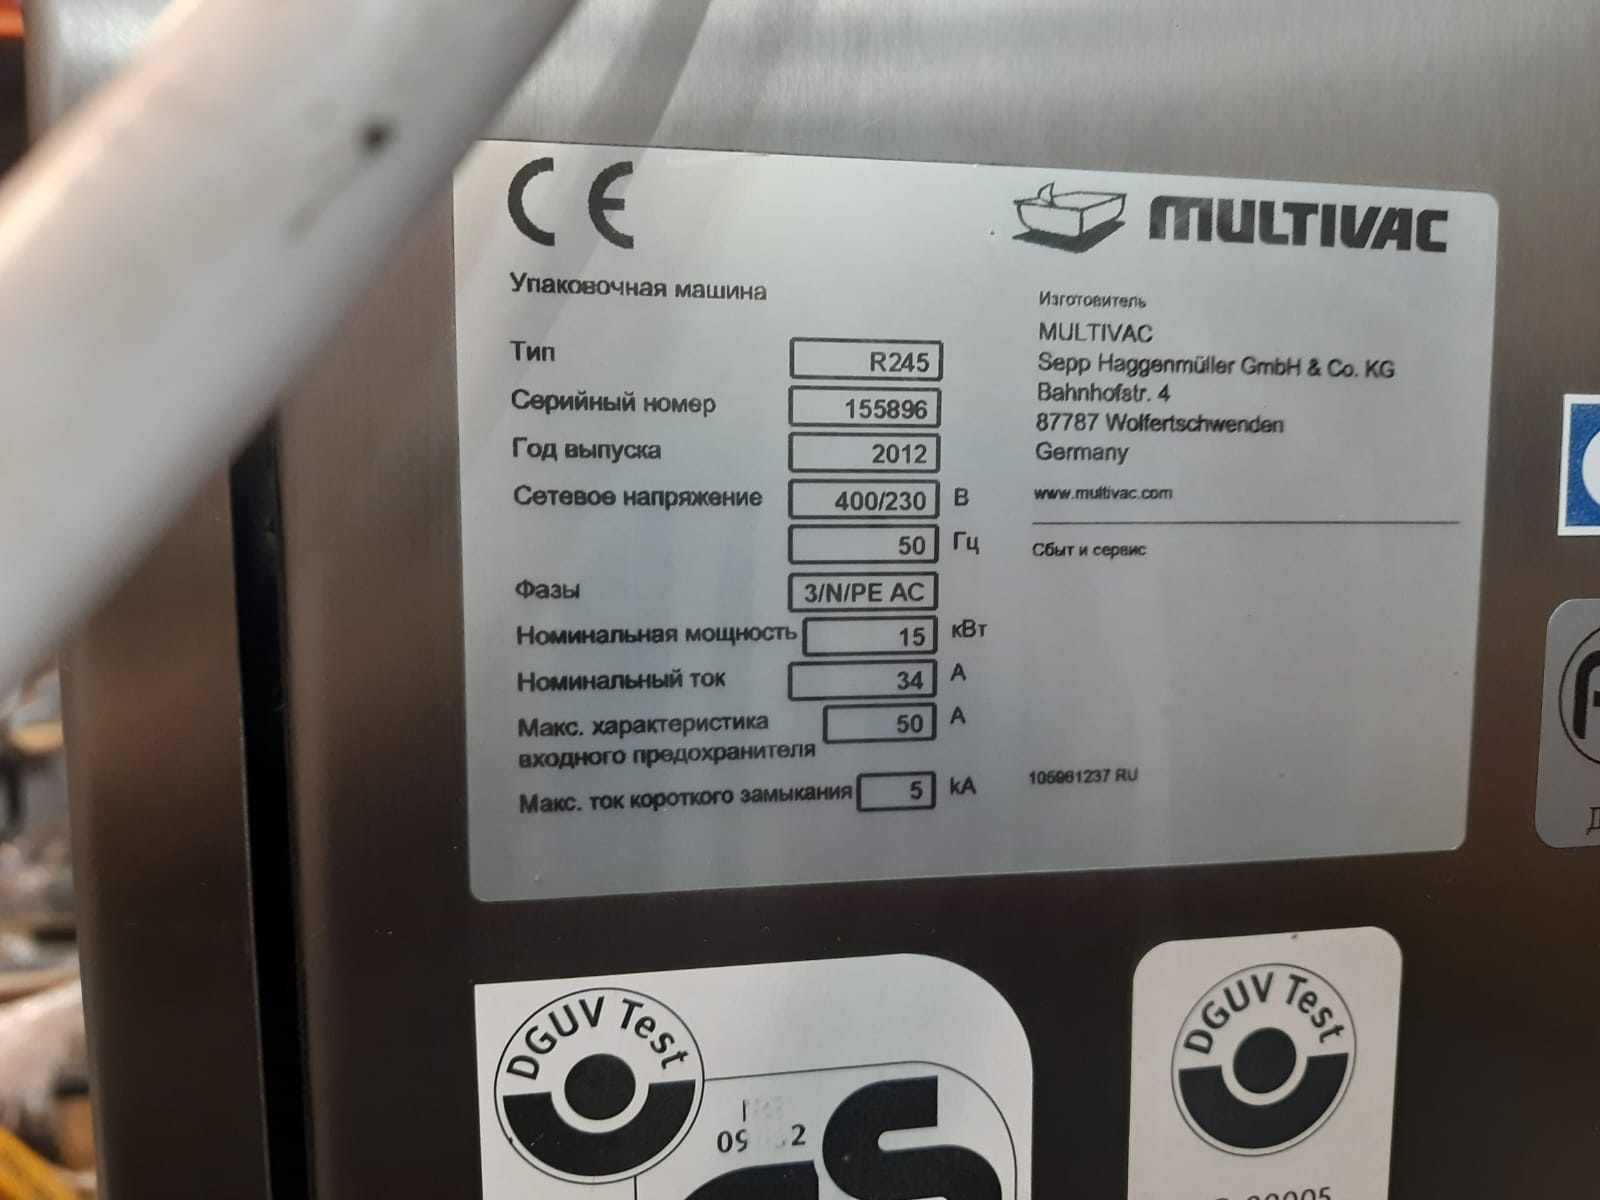 CE
MULTIVAC
Упаковочная машина
Тип R245
Серийный номер 155896
Год выпуска 2012
Сетевое напряжение 400/230 В
50 Гц
Фазы 3/N/PE AC
Номинальная мощность 15 кВт
Номинальный ток 34 А
Макс. характеристика 50 А
входного предохранителя
Макс. ток короткого замыкания 5 kA
Изготовитель
MULTIVAC
Sepp Haggenmüller GmbH & Co. KG
Bahnhofstr. 4
87787 Wolfertschwenden
Germany
www.multivac.com
Сбыт и сервис
105961237 RU
DGUV Test
DGUV Test